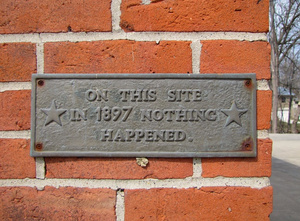 ON THIS SITE
IN 1897 NOTHING
HAPPENED.